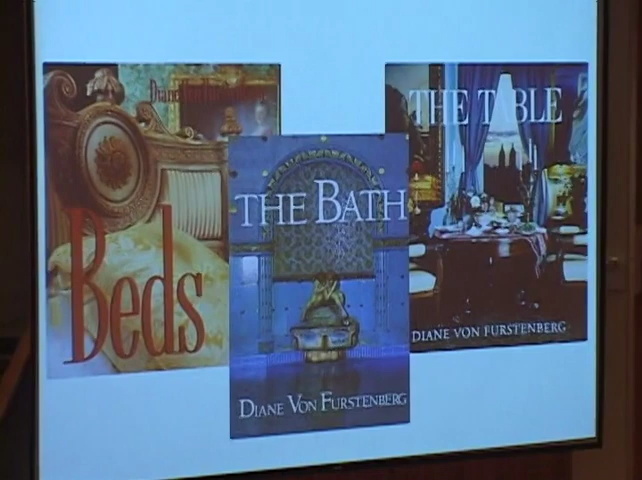 Beds
THE BATH
DIANE VON FURSTENBERG
THE TABLE
DIANE VON FURSTENBERG